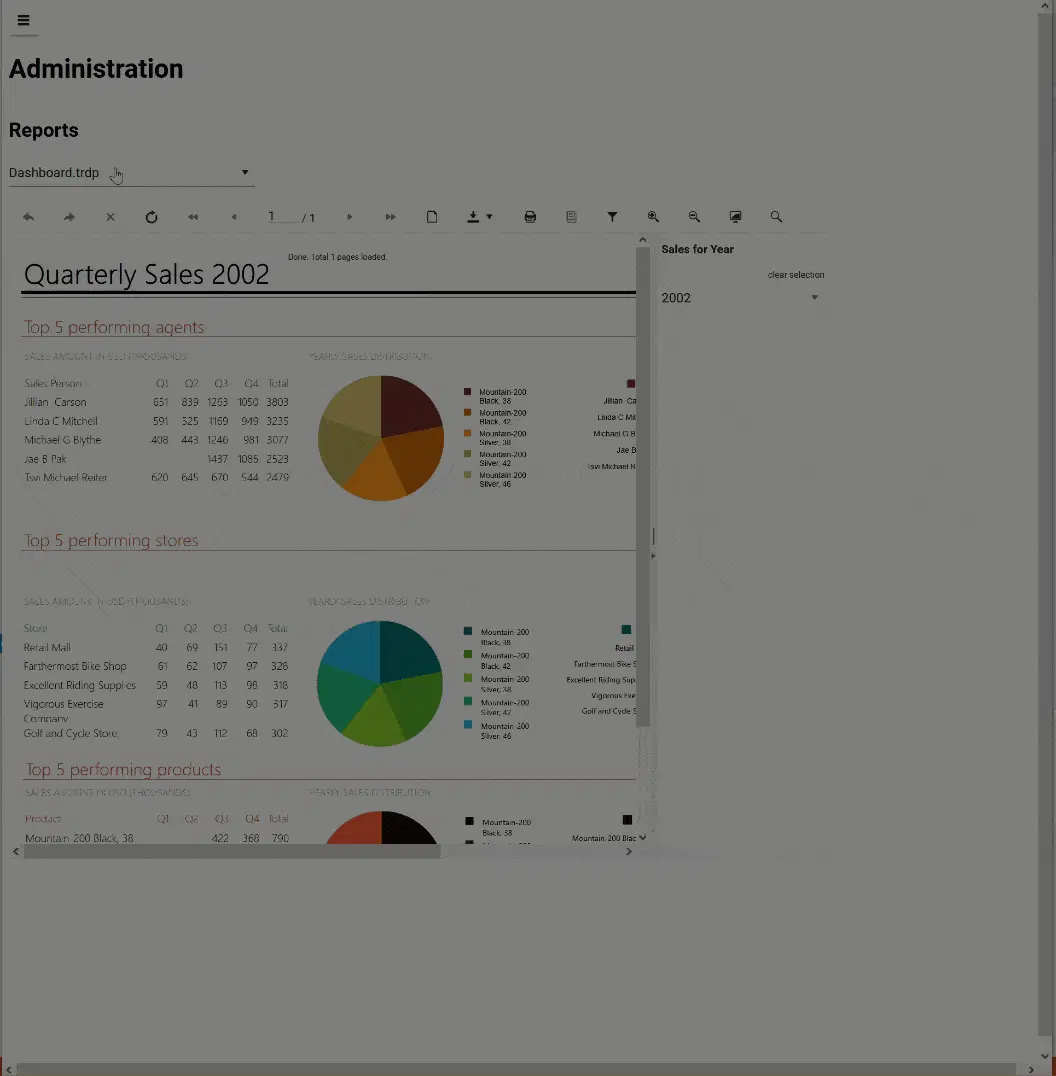 Administration
Reports
Dashboard.trdp
1 / 1
Done. Total 1 pages loaded.
Quarterly Sales 2002
Sales for Year
clear selection
2002
Top 5 performing agents
SALES AMOUNT IN USD (THOUSANDS) YEARLY SALES DISTRIBUTION
Sales Person Q1 Q2 Q3 Q4 Total
Jillian Carson 651 839 1263 1050 3803
Linda C Mitchell 591 525 1169 949 3235
Michael G Blythe 408 443 1246 981 3077
Jae B Pak 1437 1085 2523
Tsvi Michael Reiter 620 645 670 544 2479
Mountain-200
Black, 38
Mountain-200
Black, 42
Mountain-200
Silver, 38
Mountain-200
Silver, 42
Mountain-200
Silver, 46
Jillian Ca
Linda C Mit
Michael G B
Jae B
Tsvi Michael R
Top 5 performing stores
SALES AMOUNT IN USD (THOUSANDS) YEARLY SALES DISTRIBUTION
Store Q1 Q2 Q3 Q4 Total
Retail Mall 40 69 151 77 337
Farthermost Bike Shop 61 62 107 97 328
Excellent Riding Supplies 59 48 113 98 318
Vigorous Exercise 97 41 89 90 317
Company
Golf and Cycle Store 79 43 112 68 302
Mountain-200
Black, 38
Mountain-200
Black, 42
Mountain-200
Silver, 38
Mountain-200
Silver, 42
Mountain-200
Silver, 46
Retail
Farthermost Bike S
Excellent Riding Sup
Vigorous Exe
Golf and Cycle S
Top 5 performing products
SALES AMOUNT IN USD (THOUSANDS) YEARLY SALES DISTRIBUTION
Product Q1 Q2 Q3 Q4 Total
Mountain-200 Black, 38 422 368 790
Mountain-200
Black, 38
Mountain-200 Blac